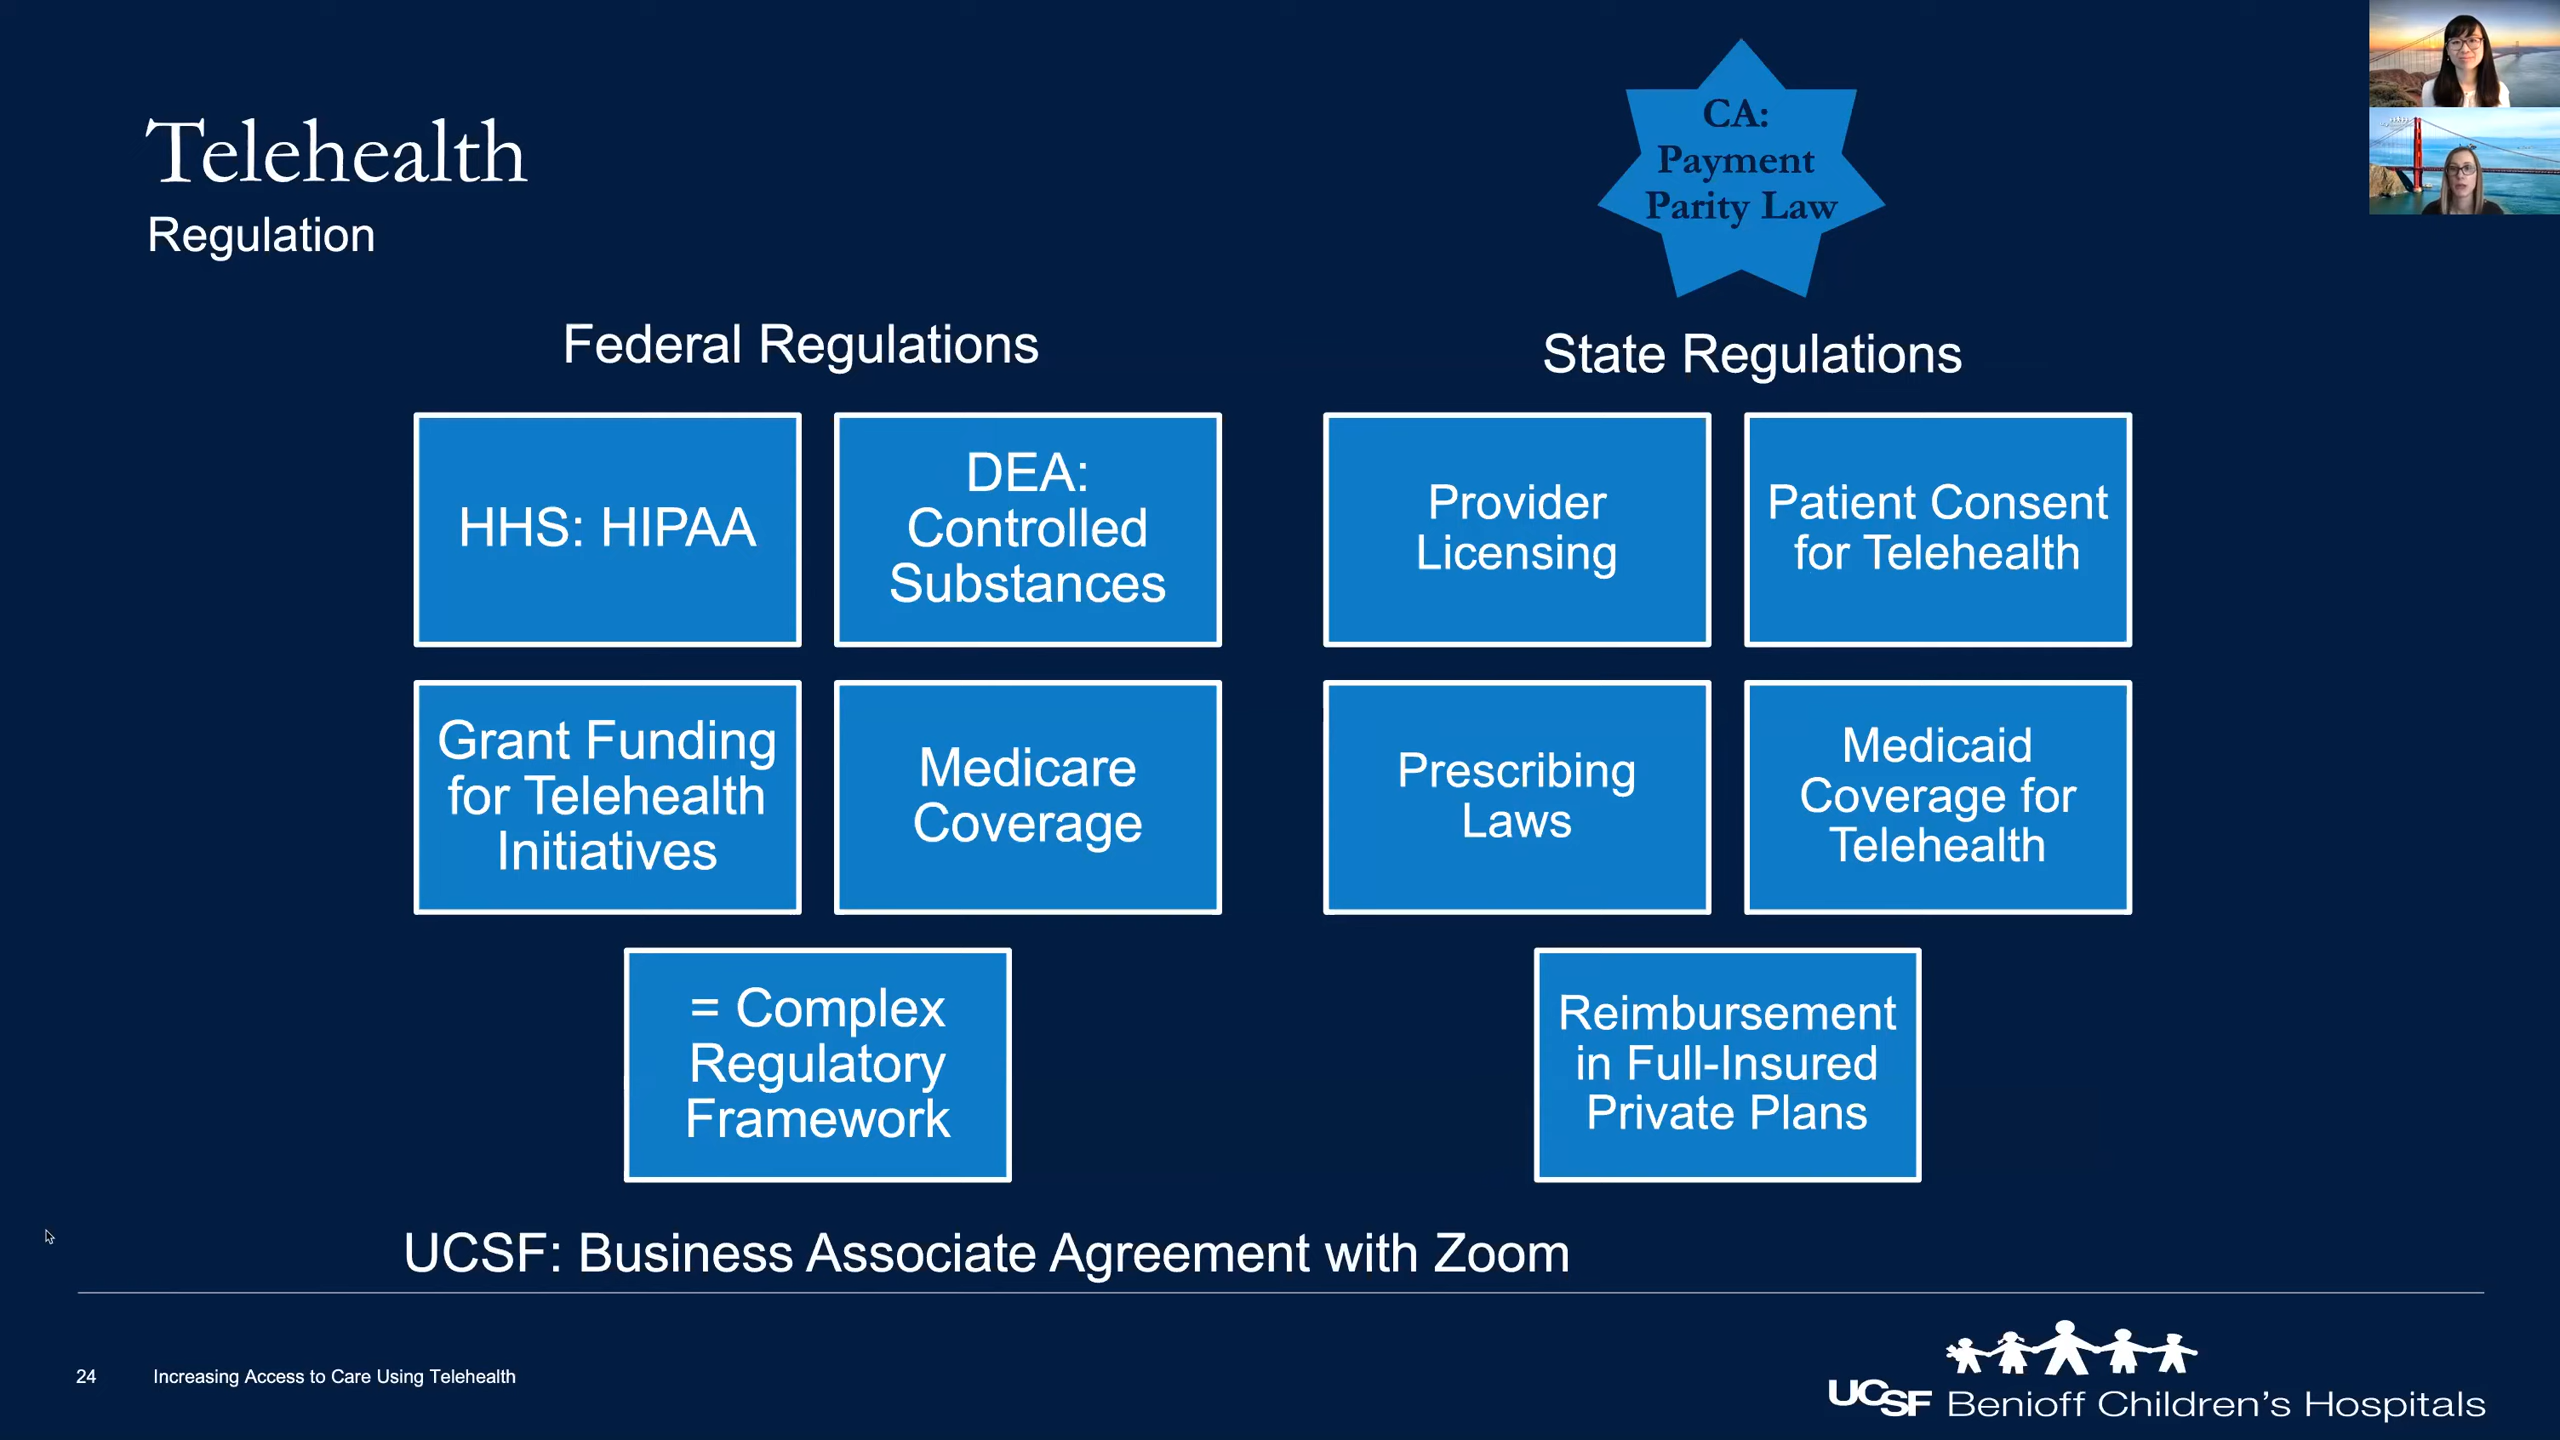 Telehealth
Regulation
CA:
Payment
Parity Law
Federal Regulations
HHS: HIPAA
DEA:
Controlled
Substances
Grant Funding
for Telehealth
Initiatives
Medicare
Coverage
= Complex
Regulatory
Framework
State Regulations
Provider
Licensing
Patient Consent
for Telehealth
Prescribing
Laws
Medicaid
Coverage for
Telehealth
Reimbursement
in Full-Insured
Private Plans
UCSF: Business Associate Agreement with Zoom
24 Increasing Access to Care Using Telehealth
UCSF Benioff Children's Hospitals